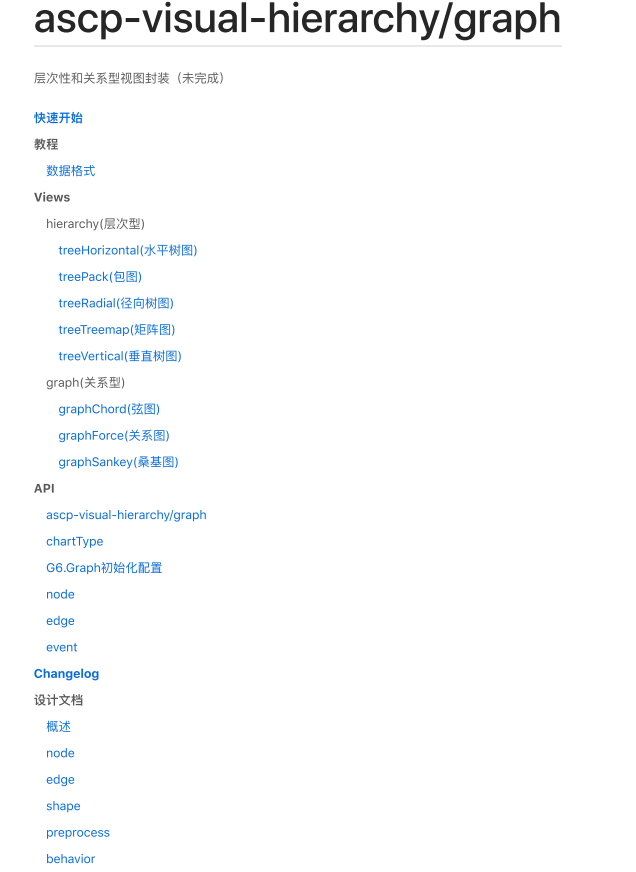 ascp-visual-hierarchy/graph
层次性和关系型视图封装（未完成）
快速开始
教程
数据格式
Views
hierarchy(层次型)
treeHorizontal(水平树图)
treePack(包图)
treeRadial(径向树图)
treeTreemap(矩阵图)
treeVertical(垂直树图)
graph(关系型)
graphChord(弦图)
graphForce(关系图)
graphSankey(桑基图)
API
ascp-visual-hierarchy/graph
chartType
G6.Graph初始化配置
node
edge
event
Changelog
设计文档
概述
node
edge
shape
preprocess
behavior